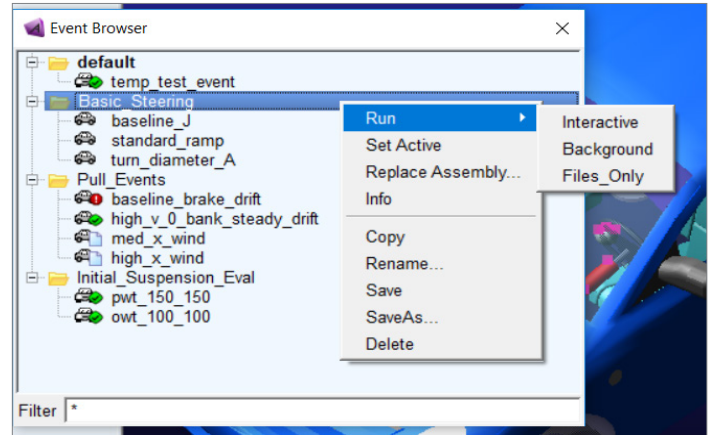 Event Browser
default
temp_test_event
Basic_Steering
baseline_J
standard_ramp
turn_diameter_A
Pull_Events
baseline_brake_drift
high_v_0_bank_steady_drift
med_x_wind
high_x_wind
Initial_Suspension_Eval
pwt_150_150
owt_100_100
Run
Set Active
Replace Assembly...
Info
Copy
Rename...
Save
SaveAs...
Delete
Interactive
Background
Files_Only
Filter *